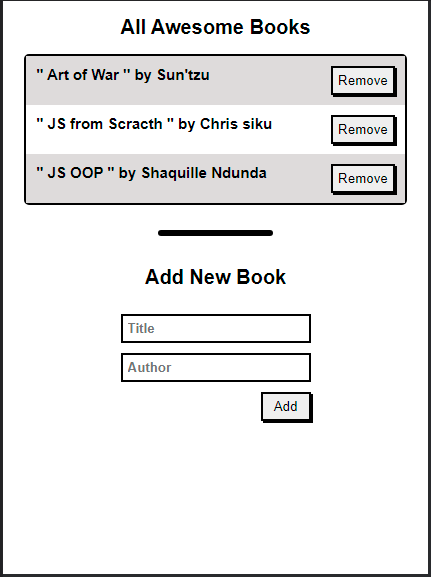 All Awesome Books
" Art of War " by Sun'tzu
Remove
" JS from Scracth " by Chris siku
Remove
" JS OOP " by Shaquille Ndunda
Remove
Add New Book
Title
Author
Add